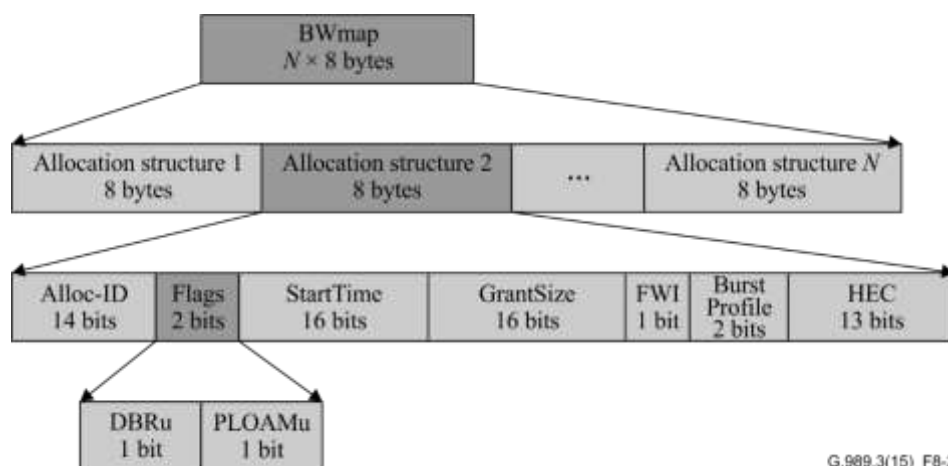 BWmap
N × 8 bytes
Allocation structure 1
8 bytes
Allocation structure 2
8 bytes
...
Allocation structure N
8 bytes
Alloc-ID
14 bits
Flags
2 bits
StartTime
16 bits
GrantSize
16 bits
FWI
1 bit
Burst
Profile
2 bits
HEC
13 bits
DBRu
1 bit
PLOAMu
1 bit
G.989.3(15)